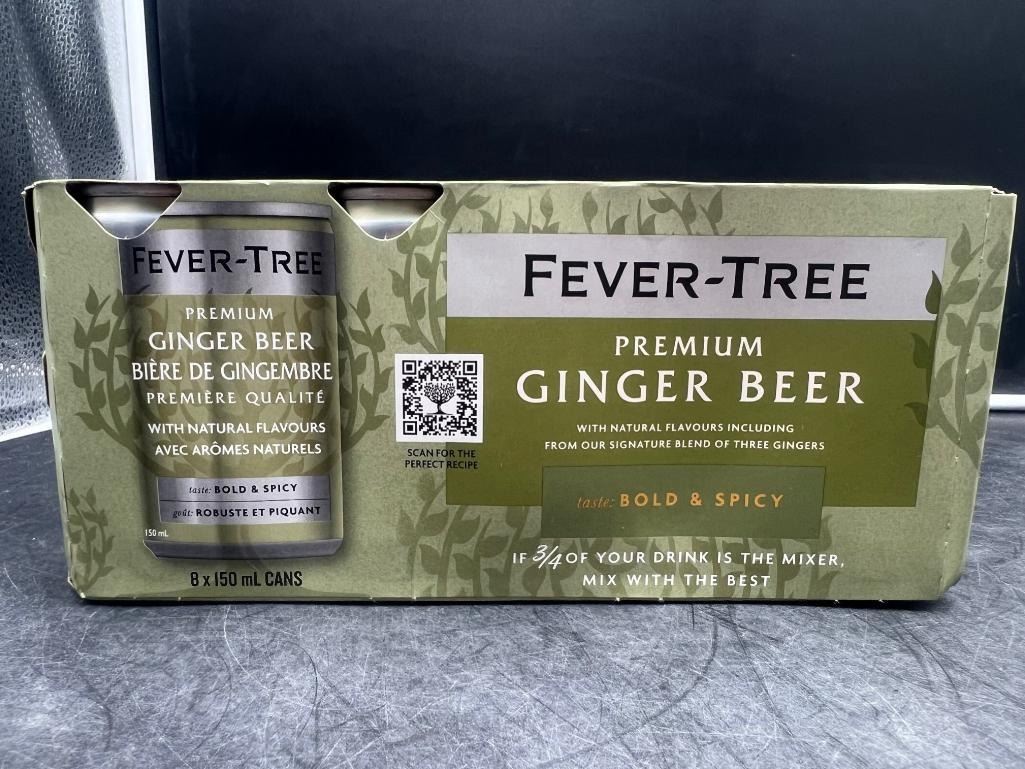 FEVER-TREE
PREMIUM
GINGER BEER
BIÈRE DE GINGEMBRE
PREMIÈRE QUALITÉ
WITH NATURAL FLAVOURS
AVEC ARÔMES NATURELS
taste: BOLD & SPICY
goût: ROBUSTE ET PIQUANT
150 mL
8 x 150 mL CANS
SCAN FOR THE
PERFECT RECIPE
FEVER-TREE
PREMIUM
GINGER BEER
WITH NATURAL FLAVOURS INCLUDING
FROM OUR SIGNATURE BLEND OF THREE GINGERS
taste: BOLD & SPICY
IF 3/4 OF YOUR DRINK IS THE MIXER,
MIX WITH THE BEST